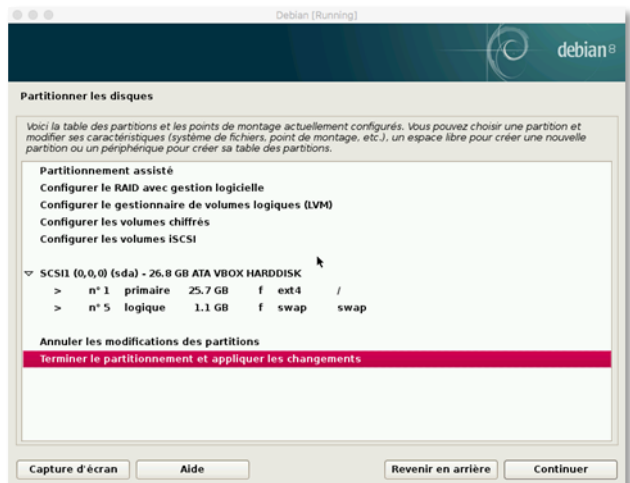 Debian [Running]
debian 8
Partitionner les disques
Voici la table des partitions et les points de montage actuellement configurés. Vous pouvez choisir une partition et
modifier ses caractéristiques (système de fichiers, point de montage, etc.), un espace libre pour créer une nouvelle
partition ou un périphérique pour créer sa table des partitions.
Partitionnement assisté
Configurer le RAID avec gestion logicielle
Configurer le gestionnaire de volumes logiques (LVM)
Configurer les volumes chiffrés
Configurer les volumes iSCSI
SCSI1 (0,0,0) (sda) - 26.8 GB ATA VBOX HARDDISK
> n° 1 primaire 25.7 GB f ext4 /
> n° 5 logique 1.1 GB f swap swap
Annuler les modifications des partitions
Terminer le partitionnement et appliquer les changements
Capture d'écran Aide Revenir en arrière Continuer